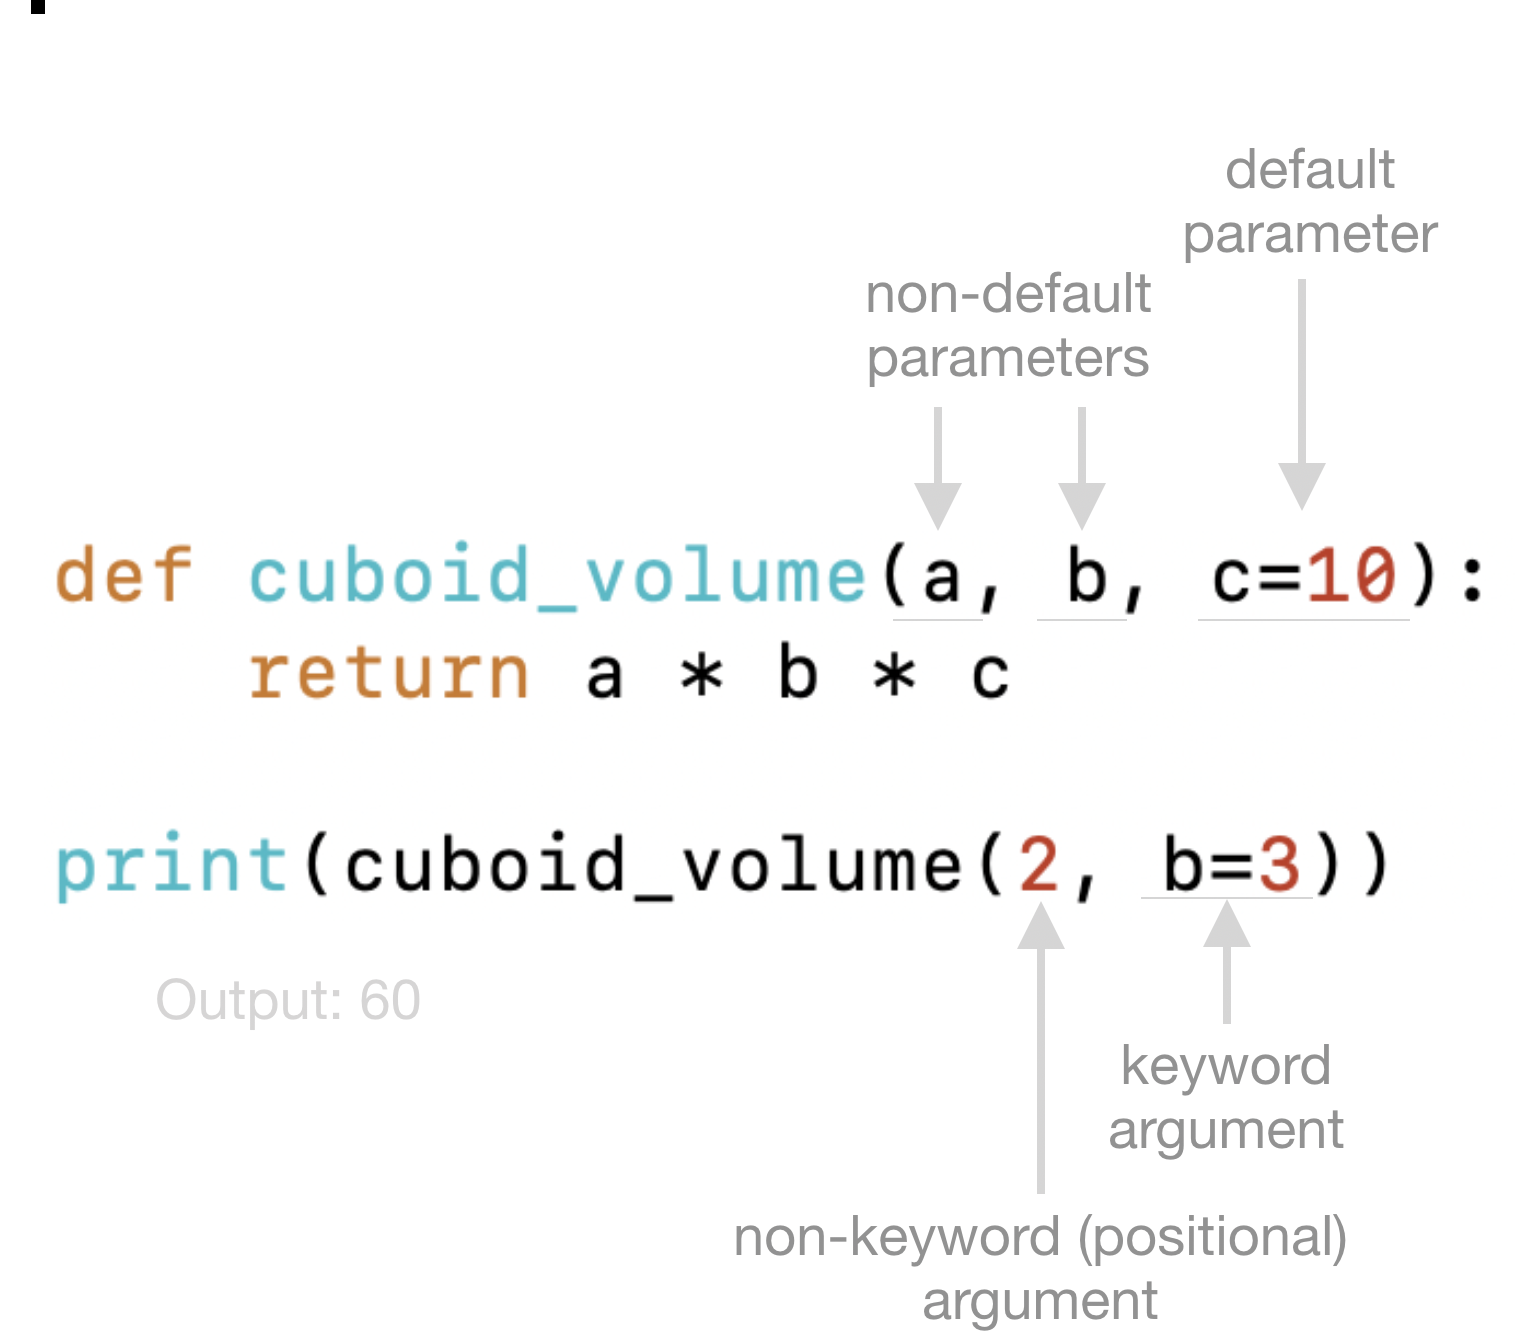 default
parameter
non-default
parameters
def cuboid_volume(a, b, c=10):
    return a * b * c
print(cuboid_volume(2, b=3))
Output: 60
keyword
argument
non-keyword (positional)
argument